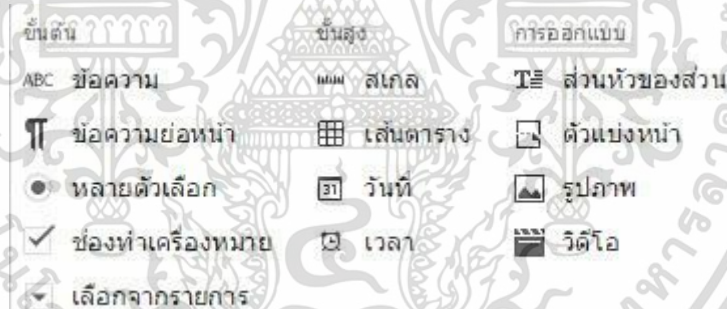 ขั้นต้น ขั้นสูง การออกแบบ
ABC ข้อความ สเกล T ส่วนหัวของส่วน
¶ ข้อความย่อหน้า เส้นตาราง ตัวแบ่งหน้า
หลายตัวเลือก 31 วันที่ รูปภาพ
ช่องทำเครื่องหมาย เวลา วิดีโอ
เลือกจากรายการ